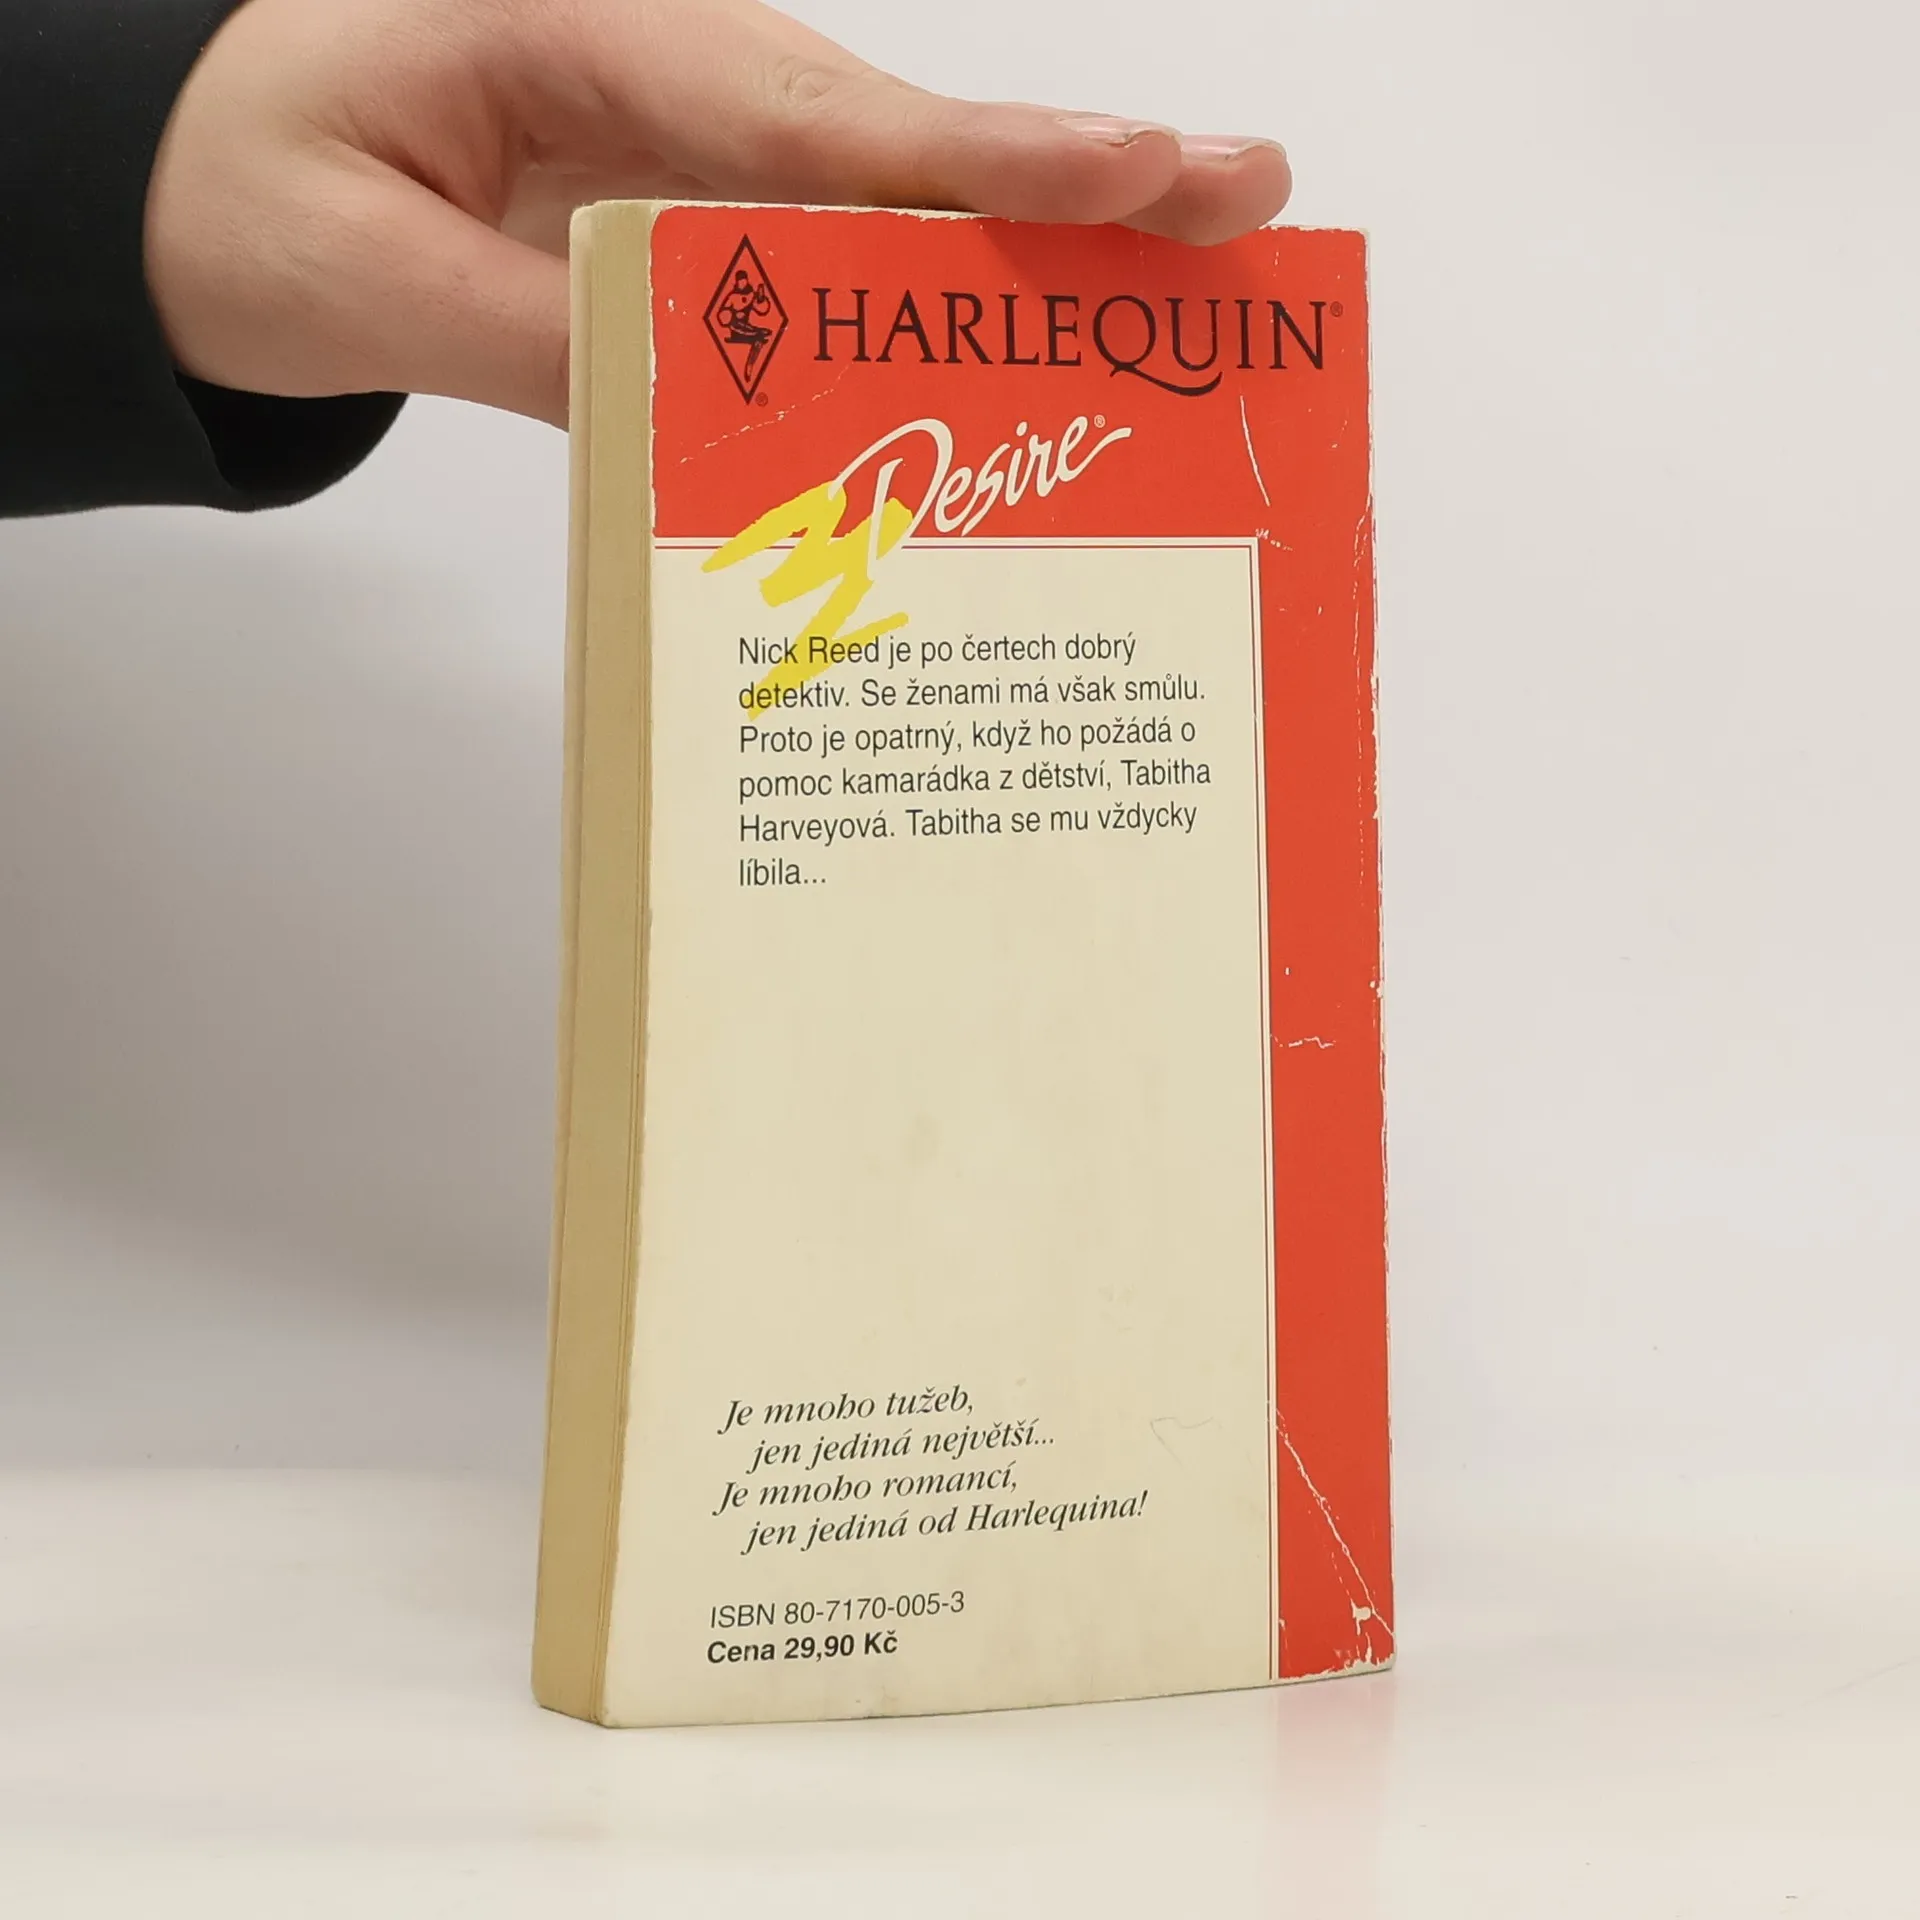 HARLEQUIN®
Desire®
Nick Reed je po čertech dobrý
detektiv. Se ženami má však smůlu.
Proto je opatrný, když ho požádá o
pomoc kamarádka z dětství, Tabitha
Harveyová. Tabitha se mu vždycky
líbila...
Je mnoho tužeb,
jen jediná největší...
Je mnoho romancí,
jen jediná od Harlequina!
ISBN 80-7170-005-3
Cena 29,90 Kč